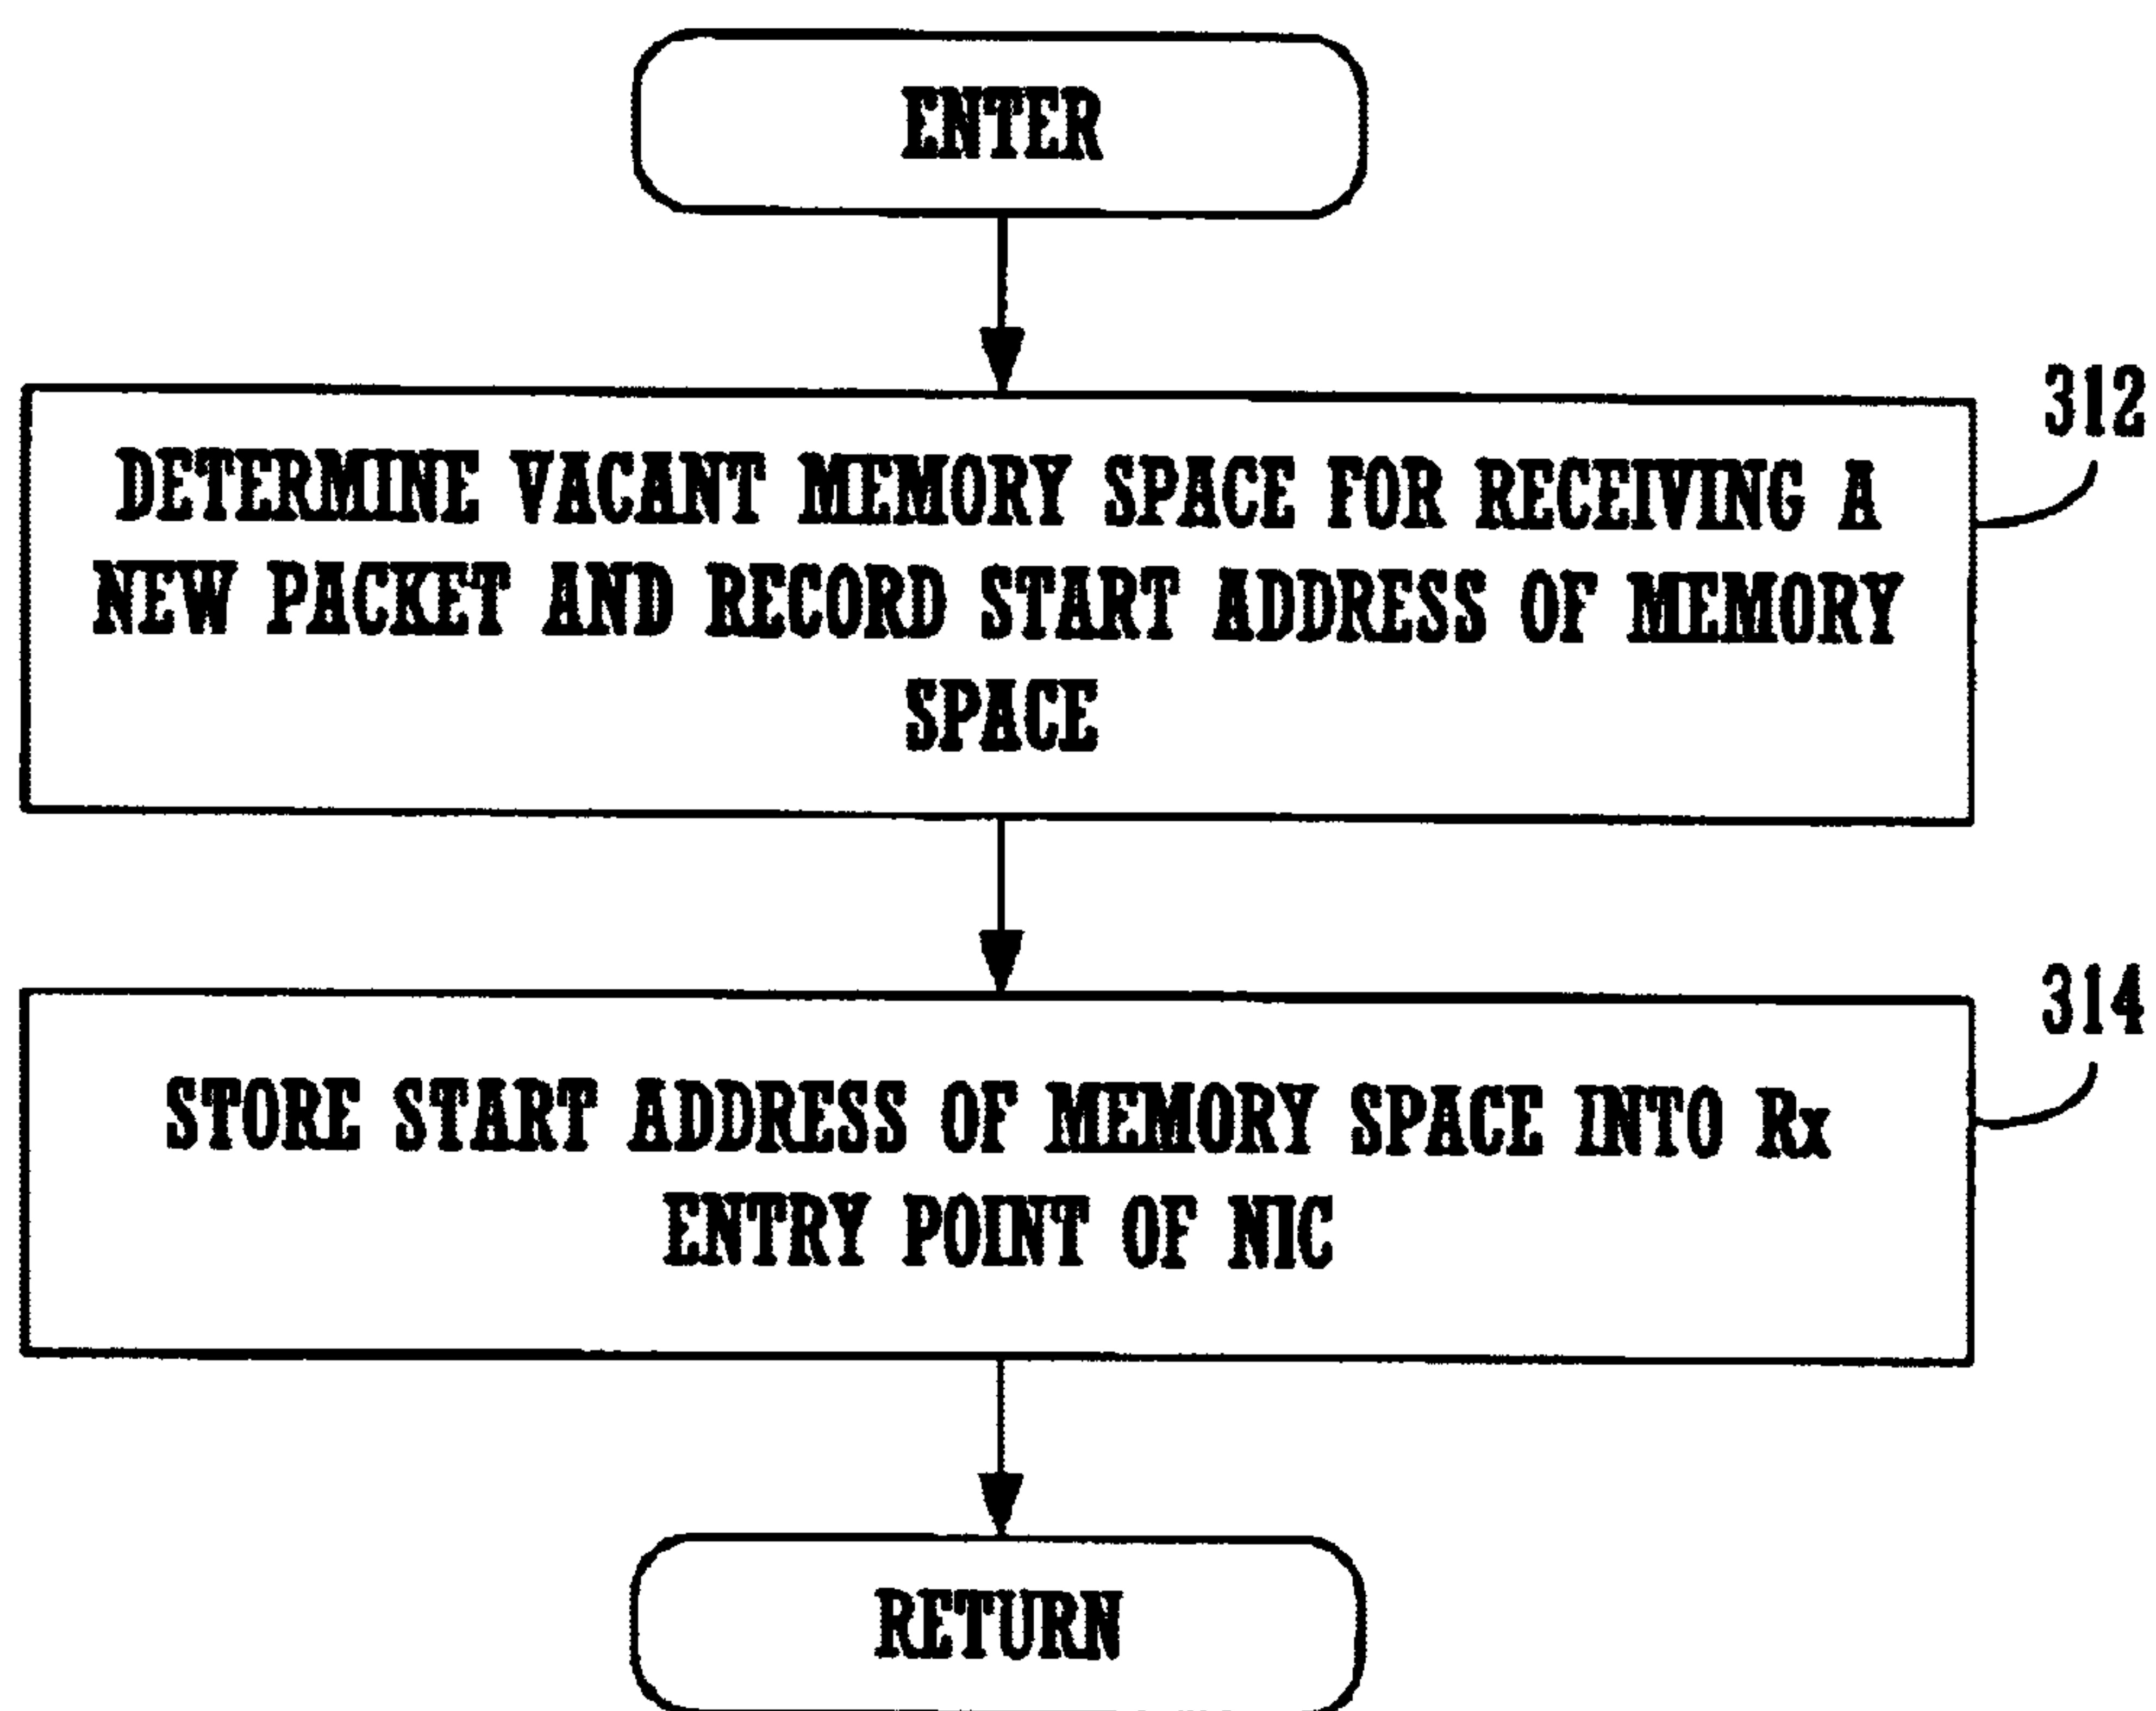 ENTER
312
DETERMINE VACANT MEMORY SPACE FOR RECEIVING A
NEW PACKET AND RECORD START ADDRESS OF MEMORY
SPACE
314
STORE START ADDRESS OF MEMORY SPACE INTO Rx
ENTRY POINT OF NIC
RETURN